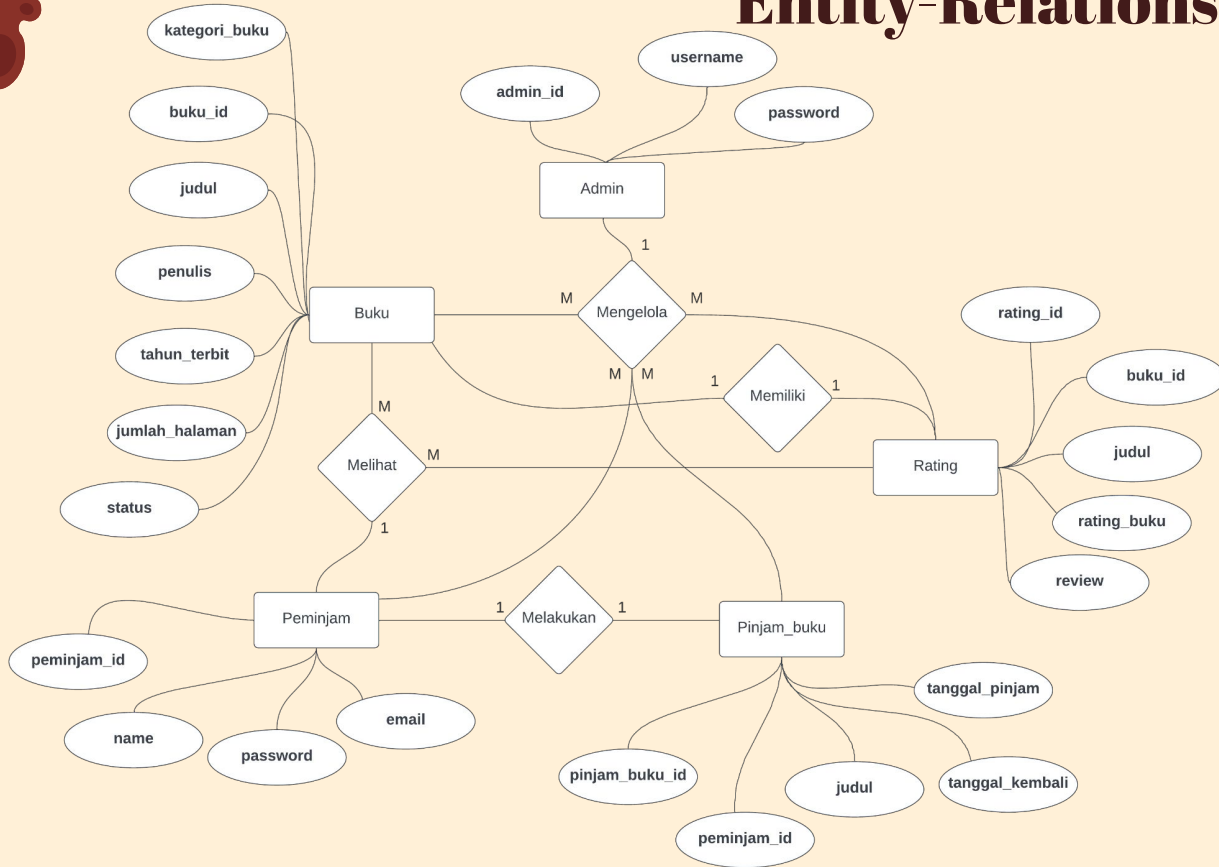 Entity-Relations
kategori_buku
username
admin_id
buku_id
password
judul
Admin
1
penulis
Buku
M
Mengelola
M
rating_id
tahun_terbit
M
M
1
Memiliki
1
buku_id
M
jumlah_halaman
Melihat
M
Rating
judul
status
1
rating_buku
review
Peminjam
1
Melakukan
1
Pinjam_buku
peminjam_id
tanggal_pinjam
name
email
password
pinjam_buku_id
judul
tanggal_kembali
peminjam_id